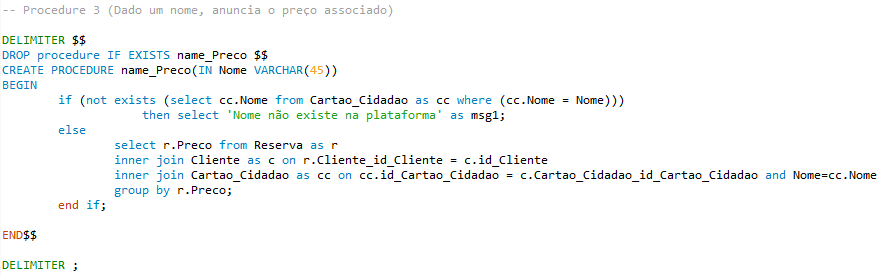 -- Procedure 3 (Dado um nome, anuncia o preço associado)
DELIMITER $$
DROP procedure IF EXISTS name_Preco $$
CREATE PROCEDURE name_Preco(IN Nome VARCHAR(45))
BEGIN
if (not exists (select cc.Nome from Cartao_Cidadao as cc where (cc.Nome = Nome)))
then select 'Nome não existe na plataforma' as msg1;
else
select r.Preco from Reserva as r
inner join Cliente as c on r.Cliente_id_Cliente = c.id_Cliente
inner join Cartao_Cidadao as cc on cc.id_Cartao_Cidadao = c.Cartao_Cidadao_id_Cartao_Cidadao and Nome=cc.Nome
group by r.Preco;
end if;
END$$
DELIMITER ;